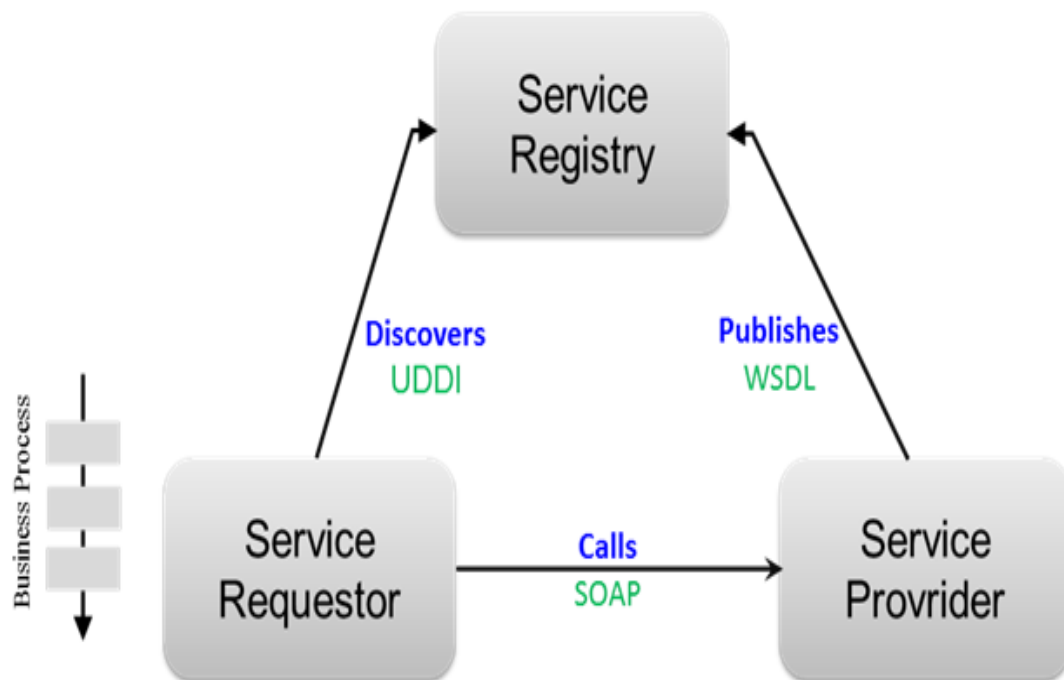 Service
Registry
Discovers
UDDI
Publishes
WSDL
Business Process
Service
Requestor
Calls
SOAP
Service
Provrider